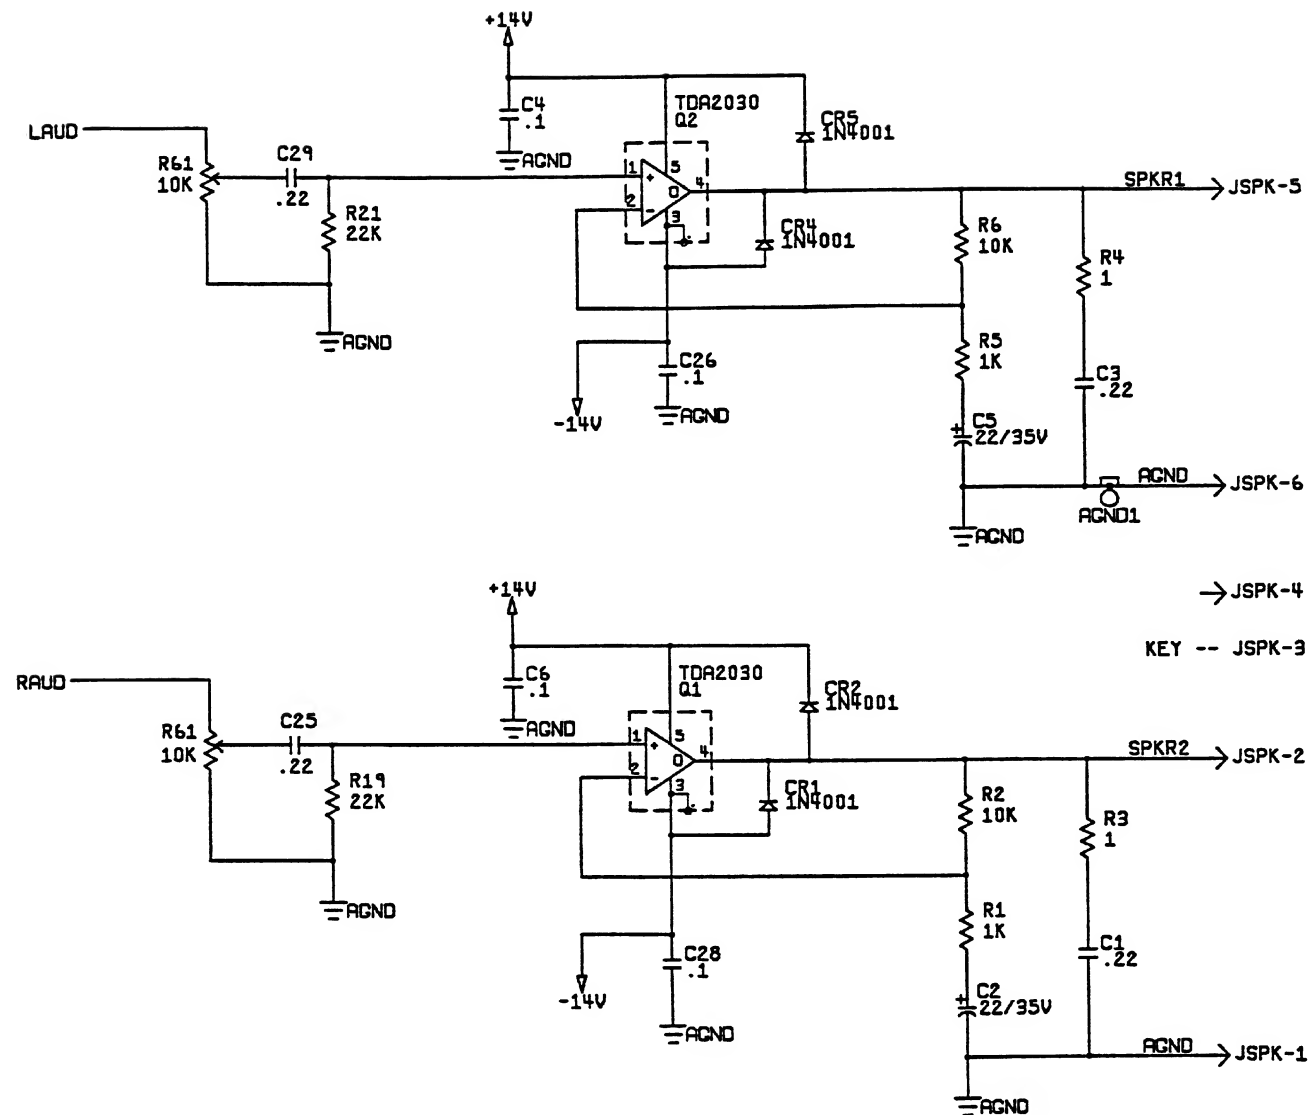 +14V
C4
.1
AGND
TDA2030
Q2
CR5
1N4001
LAUD
R61
10K
C29
.22
R21
22K
AGND
1
2
5
4
3
+
-
O
CR4
1N4001
SPKR1
JSPK-5
R6
10K
R4
1
R5
1K
C3
.22
C26
.1
AGND
-14V
C5
+
22/35V
AGND
JSPK-6
AGND1
AGND
+14V
JSPK-4
KEY -- JSPK-3
C6
.1
AGND
TDA2030
Q1
CR2
1N4001
RAUD
R61
10K
C25
.22
R19
22K
AGND
1
2
5
4
3
+
-
O
CR1
1N4001
SPKR2
JSPK-2
R2
10K
R3
1
R1
1K
C1
.22
C28
.1
AGND
-14V
C2
+
22/35V
AGND
JSPK-1
AGND